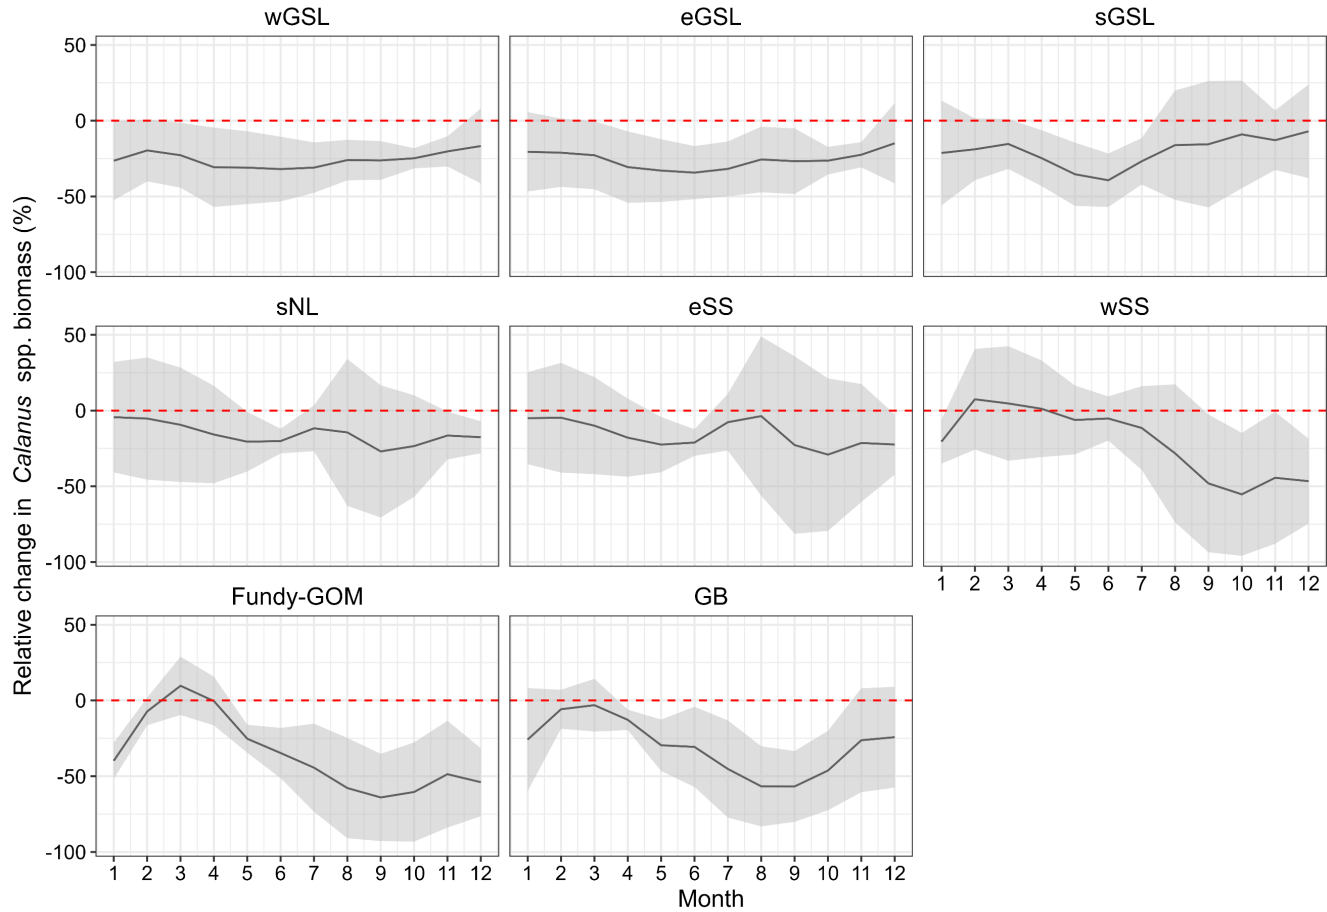 wGSL eGSL sGSL
50
0
-50
-100
sNL eSS wSS
50
0
-50
-100
1 2 3 4 5 6 7 8 9 10 11 12
Fundy-GOM GB
50
0
-50
-100
1 2 3 4 5 6 7 8 9 10 11 12 1 2 3 4 5 6 7 8 9 10 11 12
Month
Relative change in Calanus spp. biomass (%)